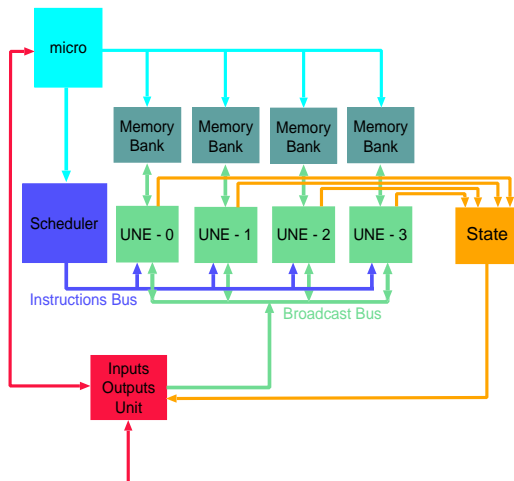 micro
Memory
Bank
Memory
Bank
Memory
Bank
Memory
Bank
Scheduler
UNE - 0
UNE - 1
UNE - 2
UNE - 3
State
Instructions Bus
Broadcast Bus
Inputs
Outputs
Unit